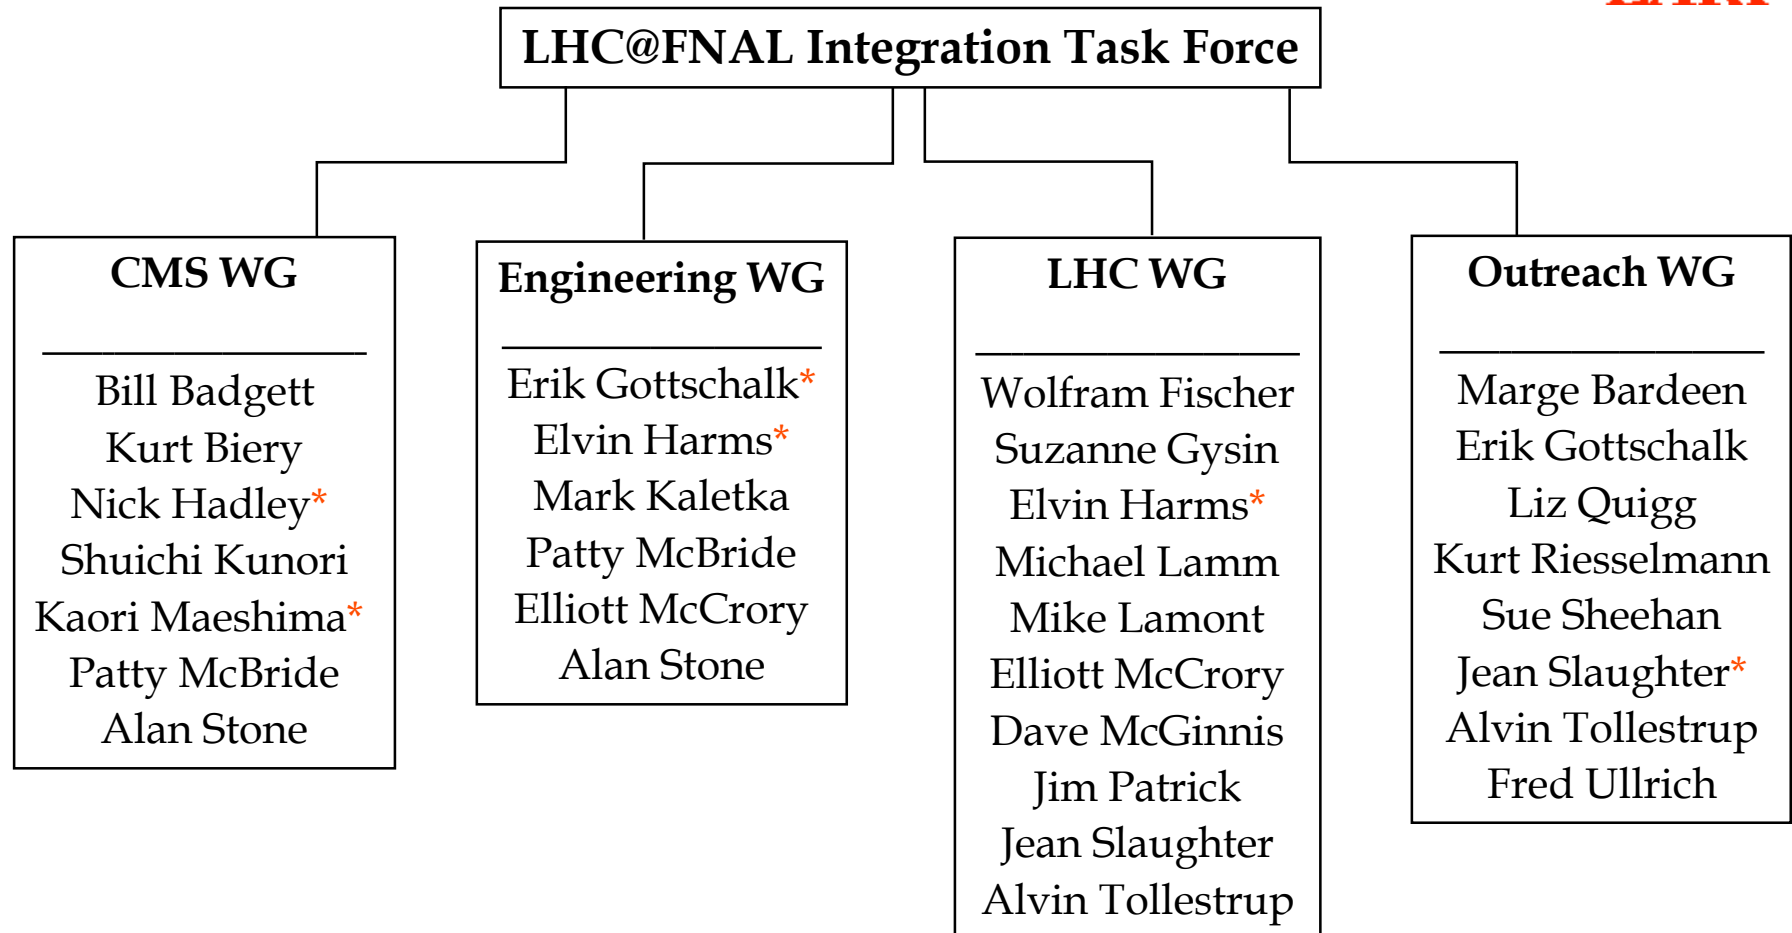 LHC@FNAL Integration Task Force
CMS WG
Bill Badgett
Kurt Biery
Nick Hadley*
Shuichi Kunori
Kaori Maeshima*
Patty McBride
Alan Stone
Engineering WG
Erik Gottschalk*
Elvin Harms*
Mark Kaletka
Patty McBride
Elliott McCrory
Alan Stone
LHC WG
Wolfram Fischer
Suzanne Gysin
Elvin Harms*
Michael Lamm
Mike Lamont
Elliott McCrory
Dave McGinnis
Jim Patrick
Jean Slaughter
Alvin Tollestrup
Outreach WG
Marge Bardeen
Erik Gottschalk
Liz Quigg
Kurt Riesselmann
Sue Sheehan
Jean Slaughter*
Alvin Tollestrup
Fred Ullrich